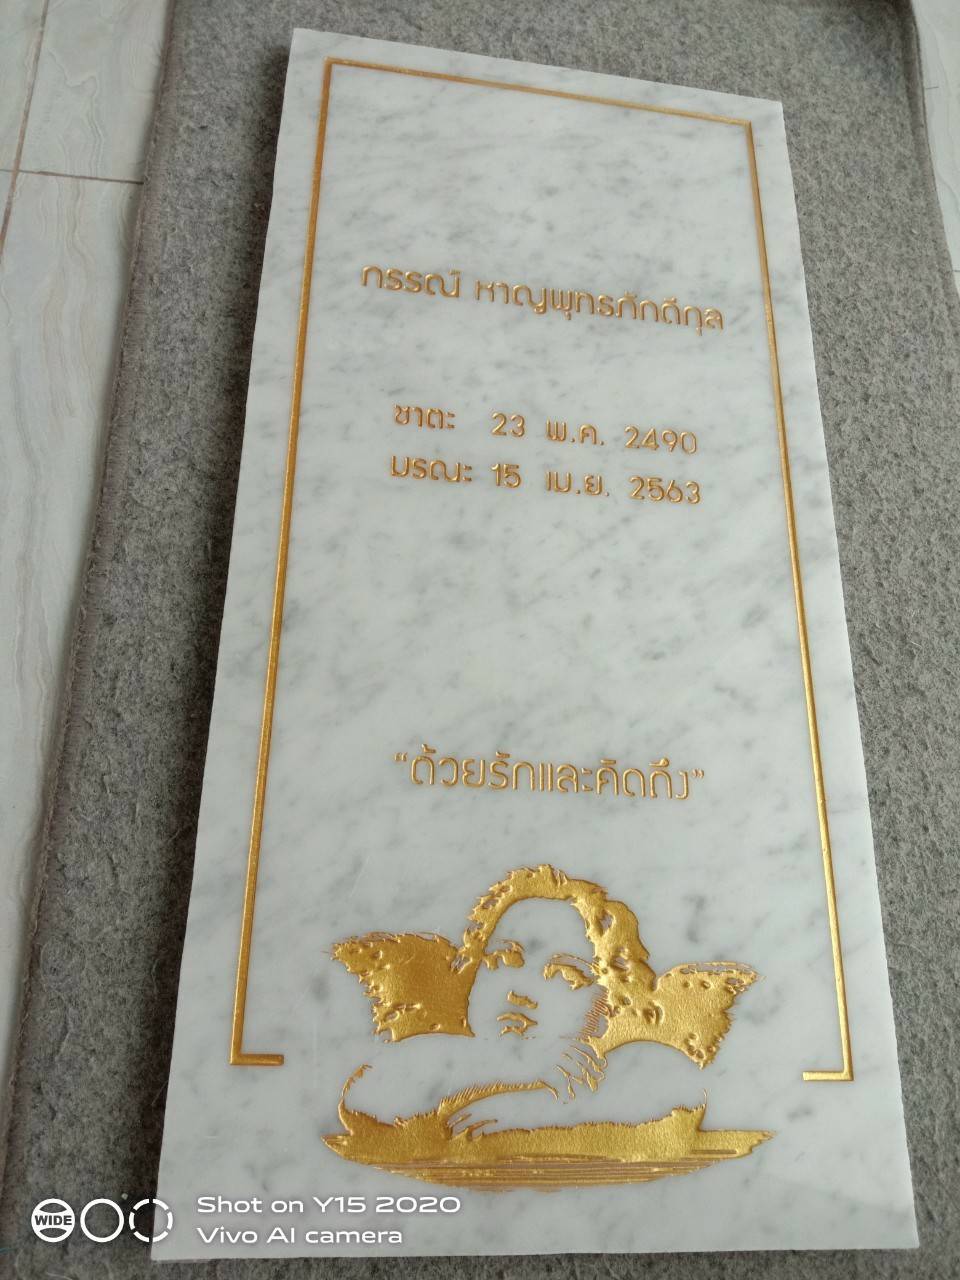 กรรณ์ หาญพุทธภักดีกุล
ชาตะ 23 พ.ค. 2490
มรณะ 15 เม.ย. 2563
“ด้วยรักและคิดถึง”
WIDE
Shot on Y15 2020
Vivo AI camera